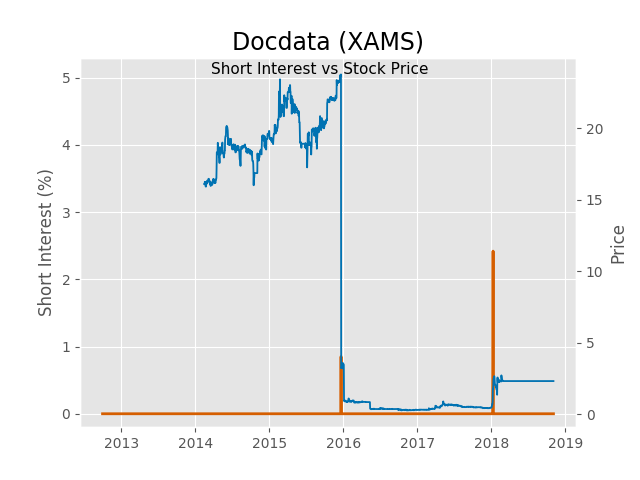 Docdata (XAMS)
Short Interest vs Stock Price
5
4
3
2
1
0
Short Interest (%)
20
15
10
5
0
Price
2013 2014 2015 2016 2017 2018 2019